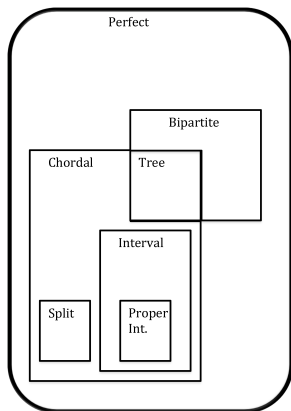 Perfect
Bipartite
Chordal
Tree
Interval
Split
Proper
Int.